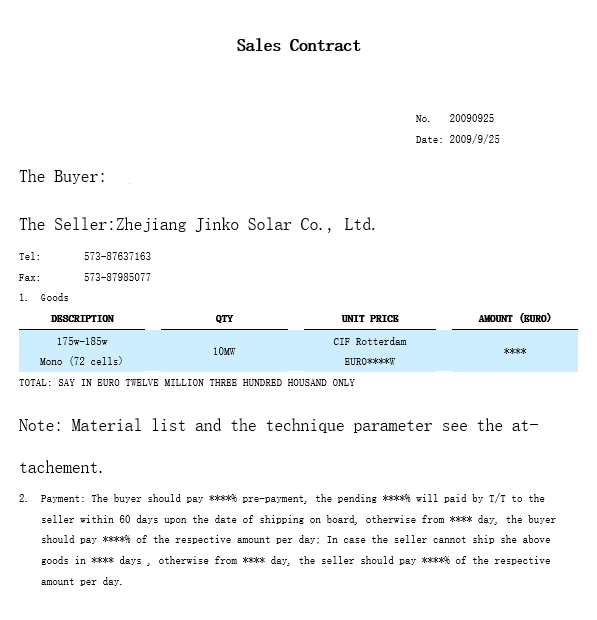 Sales Contract
No. 20090925
Date: 2009/9/25
The Buyer:
The Seller:Zhejiang Jinko Solar Co., Ltd.
Tel: 573-87637163
Fax: 573-87985077
1. Goods
DESCRIPTION QTY UNIT PRICE AMOUNT (EURO)
175w-185w CIF Rotterdam
10MW ****
Mono (72 cells) EURO****W
TOTAL: SAY IN EURO TWELVE MILLION THREE HUNDRED HOUSAND ONLY
Note: Material list and the technique parameter see the at-
tachement.
2. Payment: The buyer should pay ****% pre-payment, the pending ****% will paid by T/T to the
seller within 60 days upon the date of shipping on board, otherwise from **** day, the buyer
should pay ****% of the respective amount per day; In case the seller cannot ship she above
goods in **** days , otherwise from **** day, the seller should pay ****% of the respective
amount per day.